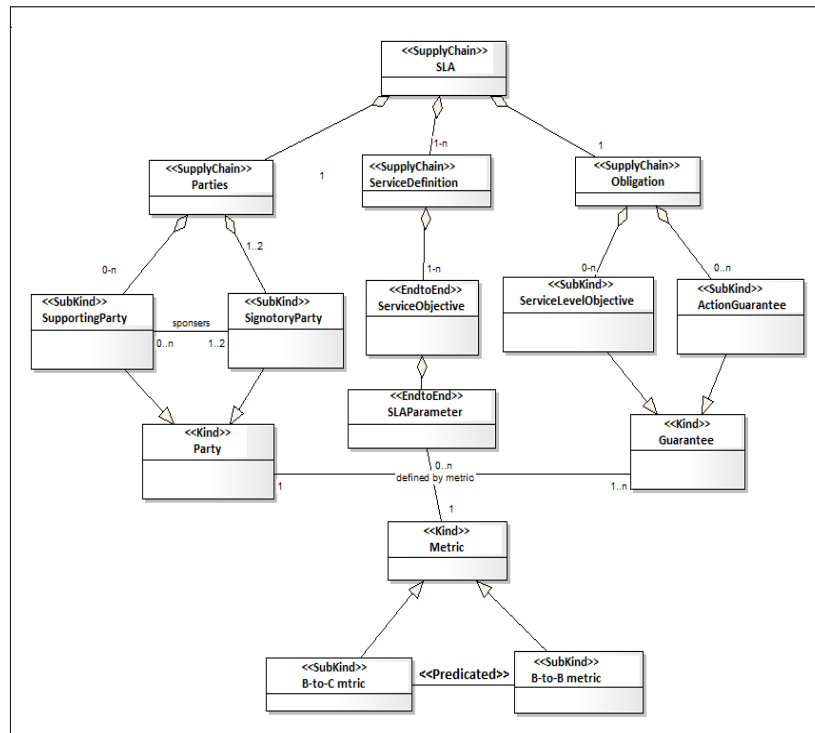 <<SupplyChain>>
SLA
1-n
1
<<SupplyChain>>
Parties
1
<<SupplyChain>>
ServiceDefinition
<<SupplyChain>>
Obligation
0-n
1..2
1-n
0-n
0..n
<<SubKind>>
SupportingParty
<<SubKind>>
SignotoryParty
<<EndtoEnd>>
ServiceObjective
<<SubKind>>
ServiceLevelObjective
<<SubKind>>
ActionGuarantee
sponsers
0..n
1..2
<<EndtoEnd>>
SLAParameter
<<Kind>>
Party
<<Kind>>
Guarantee
0..n
defined by metric
1
1..n
1
<<Kind>>
Metric
<<SubKind>>
B-to-C mtric
<<Predicated>>
<<SubKind>>
B-to-B metric